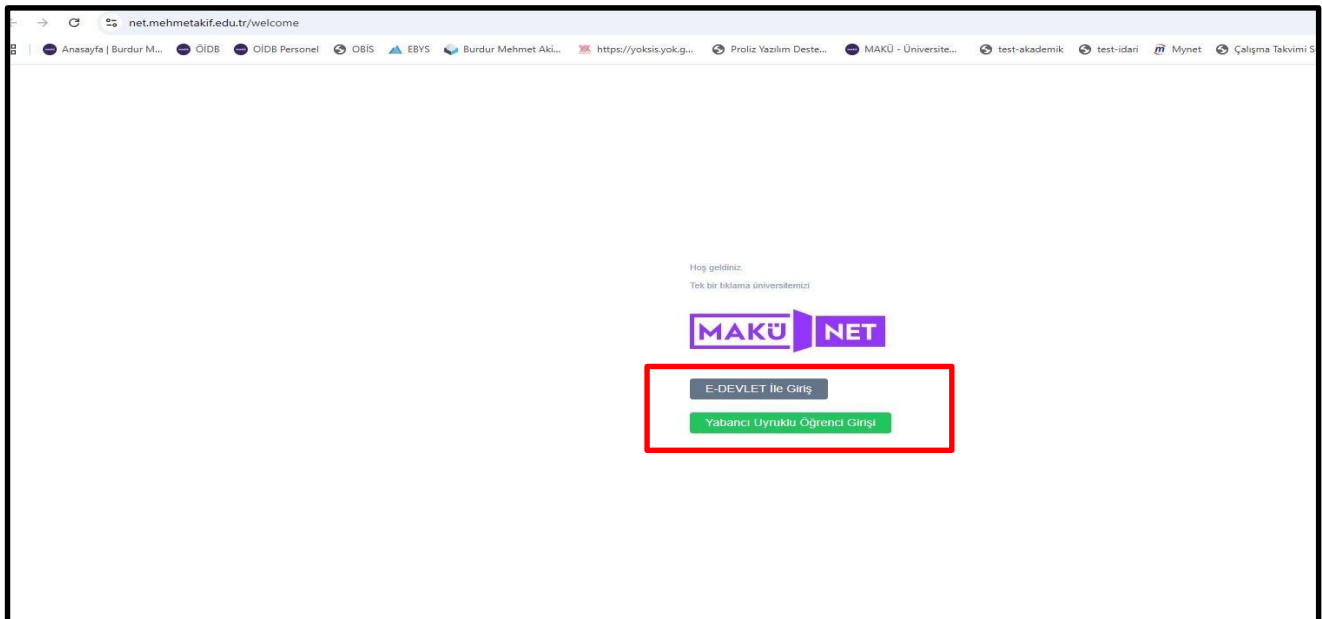 net.mehmetakif.edu.tr/welcome
Anasayfa | Burdur M... ÖİDB OİDB Personel OBİS EBYS Burdur Mehmet Aki... https://yoksis.yok.g... Proliz Yazılım Deste... MAKÜ - Üniversite... test-akademik test-idari Mynet Çalışma Takvimi S
Hoş geldiniz
Tek bir tıklama üniversitemizi
MAKÜ NET
E-DEVLET İle Giriş
Yabancı Uyruklu Öğrenci Girişi